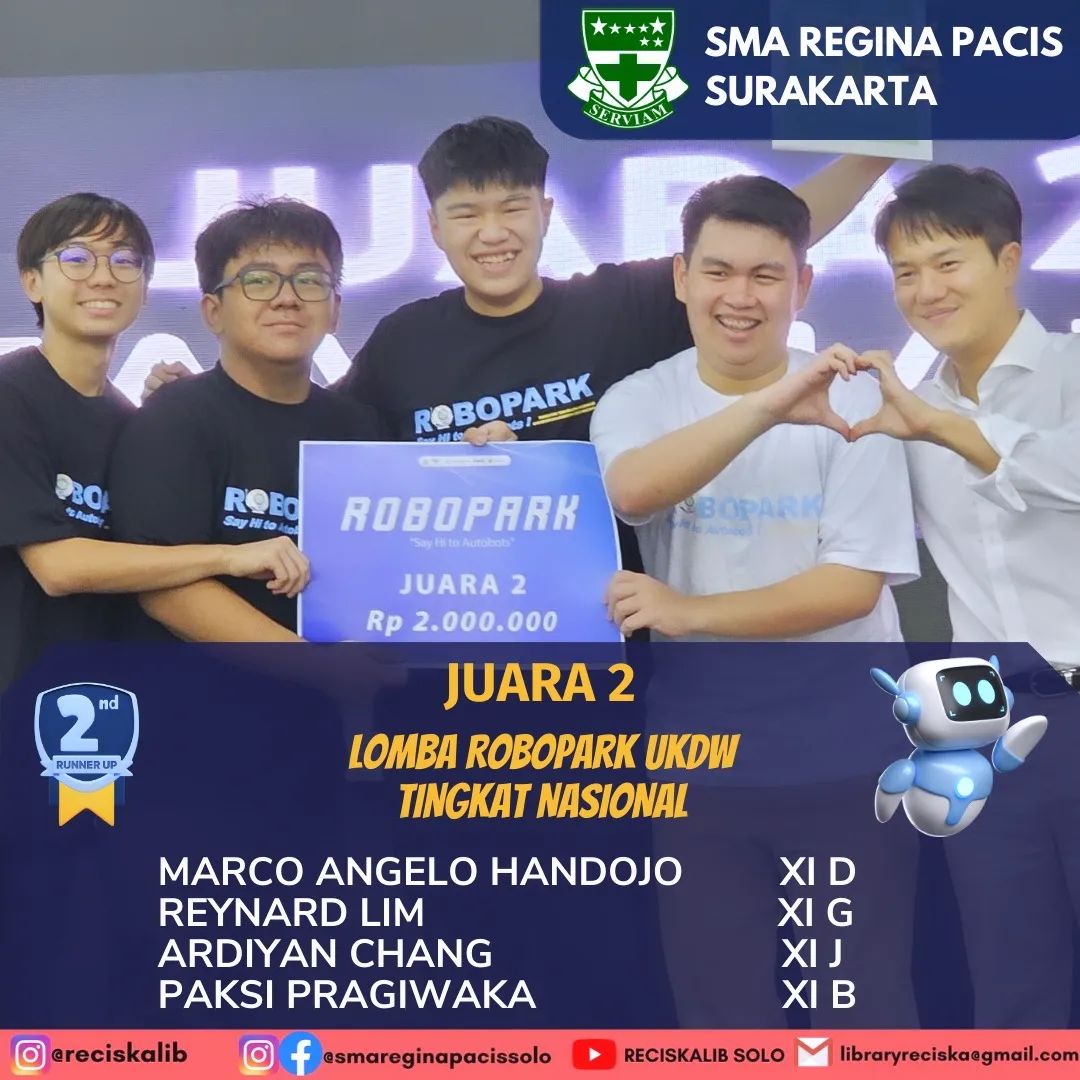 SMA REGINA PACIS
SURAKARTA
SERVIAM
JUARA 2
ROBOPARK
Say Hi to Autobots !
ROBOPARK
"Say Hi to Autobots"
JUARA 2
Rp 2.000.000
JUARA 2
LOMBA ROBOPARK UKDW
TINGKAT NASIONAL
2nd
RUNNER UP
MARCO ANGELO HANDOJO XI D
REYNARD LIM XI G
ARDIYAN CHANG XI J
PAKSI PRAGIWAKA XI B
@reciskalib @smareginapacissolo RECISKALIB SOLO libraryreciska@gmail.com